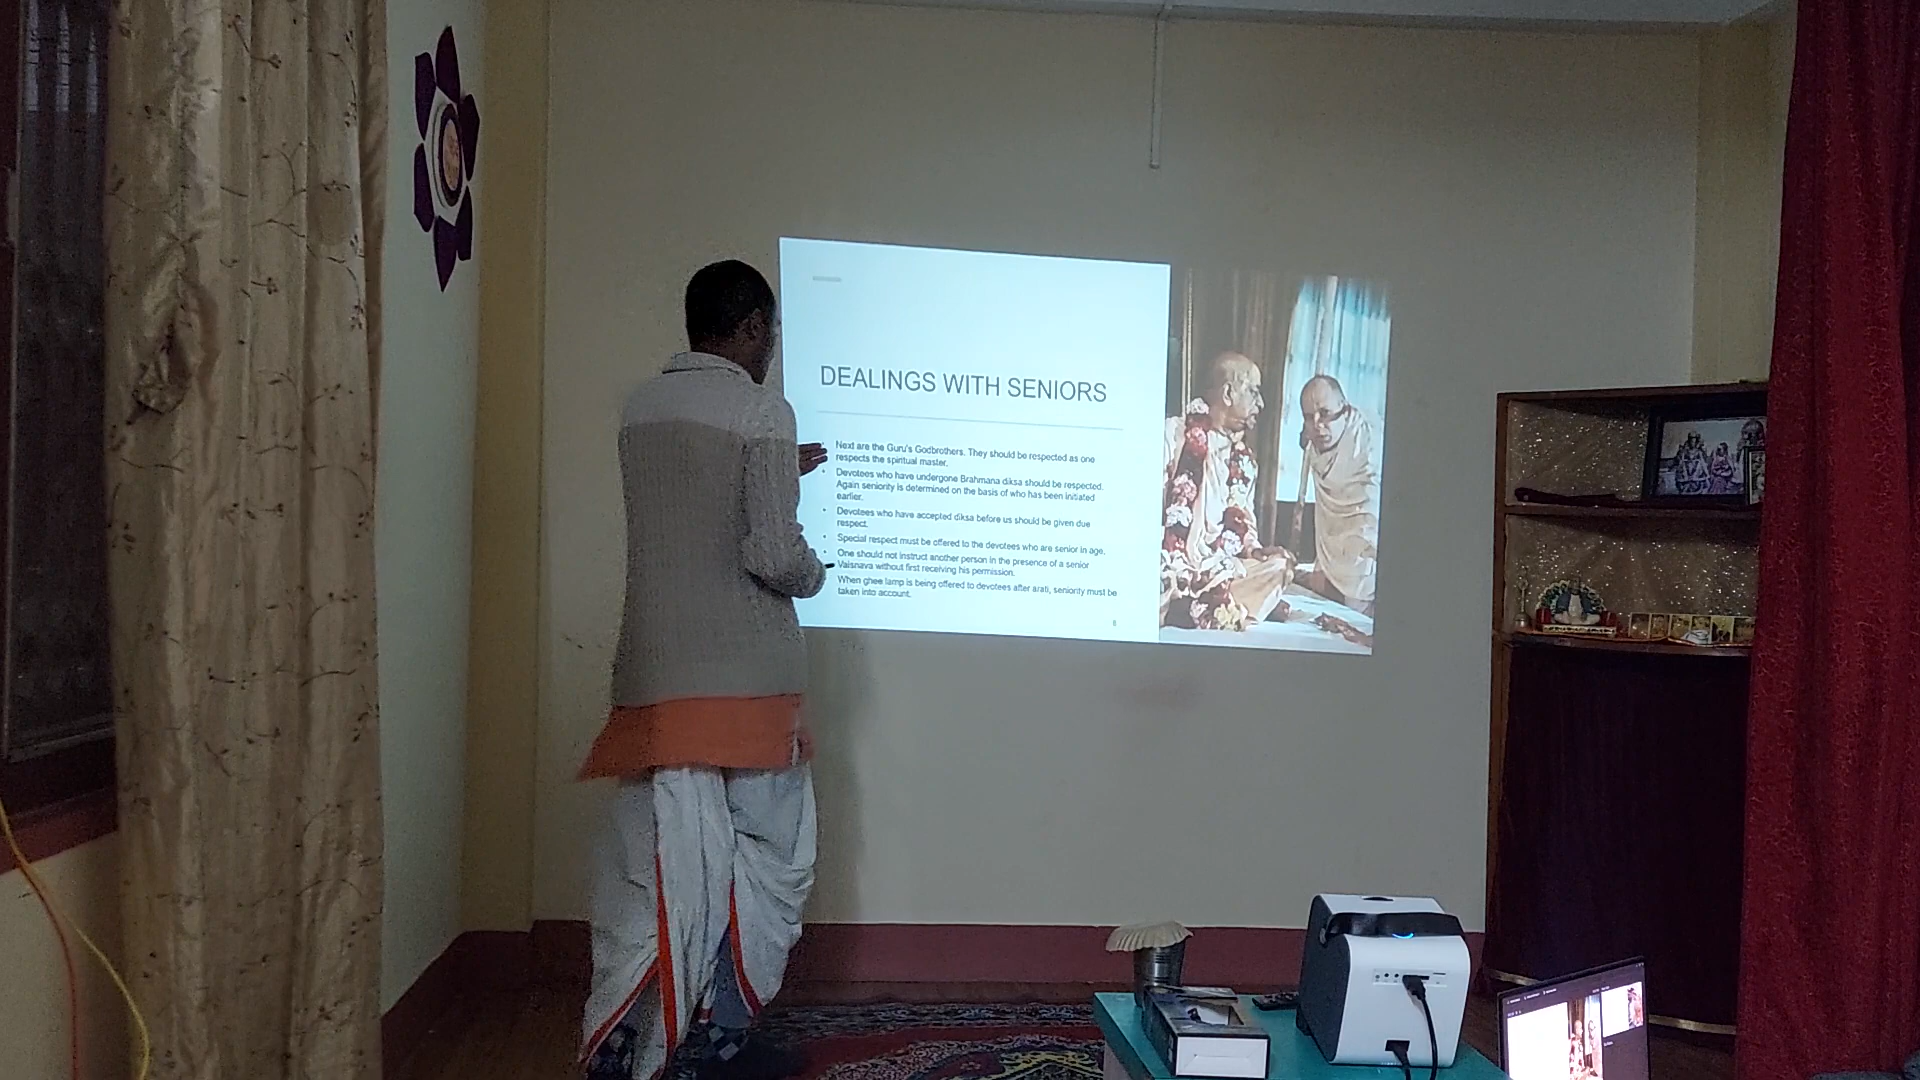 DEALINGS WITH SENIORS
• Next are the Guru's Godbrothers. They should be respected as one
respects the spiritual master.
• Devotees who have undergone Brahmana diksa should be respected.
Again seniority is determined on the basis of who has been initiated
earlier.
• Devotees who have accepted diksa before us should be given due
respect.
• Special respect must be offered to the devotees who are senior in age.
• One should not instruct another person in the presence of a senior
Vaisnava without first receiving his permission.
When ghee lamp is being offered to devotees after arati, seniority must be
taken into account.